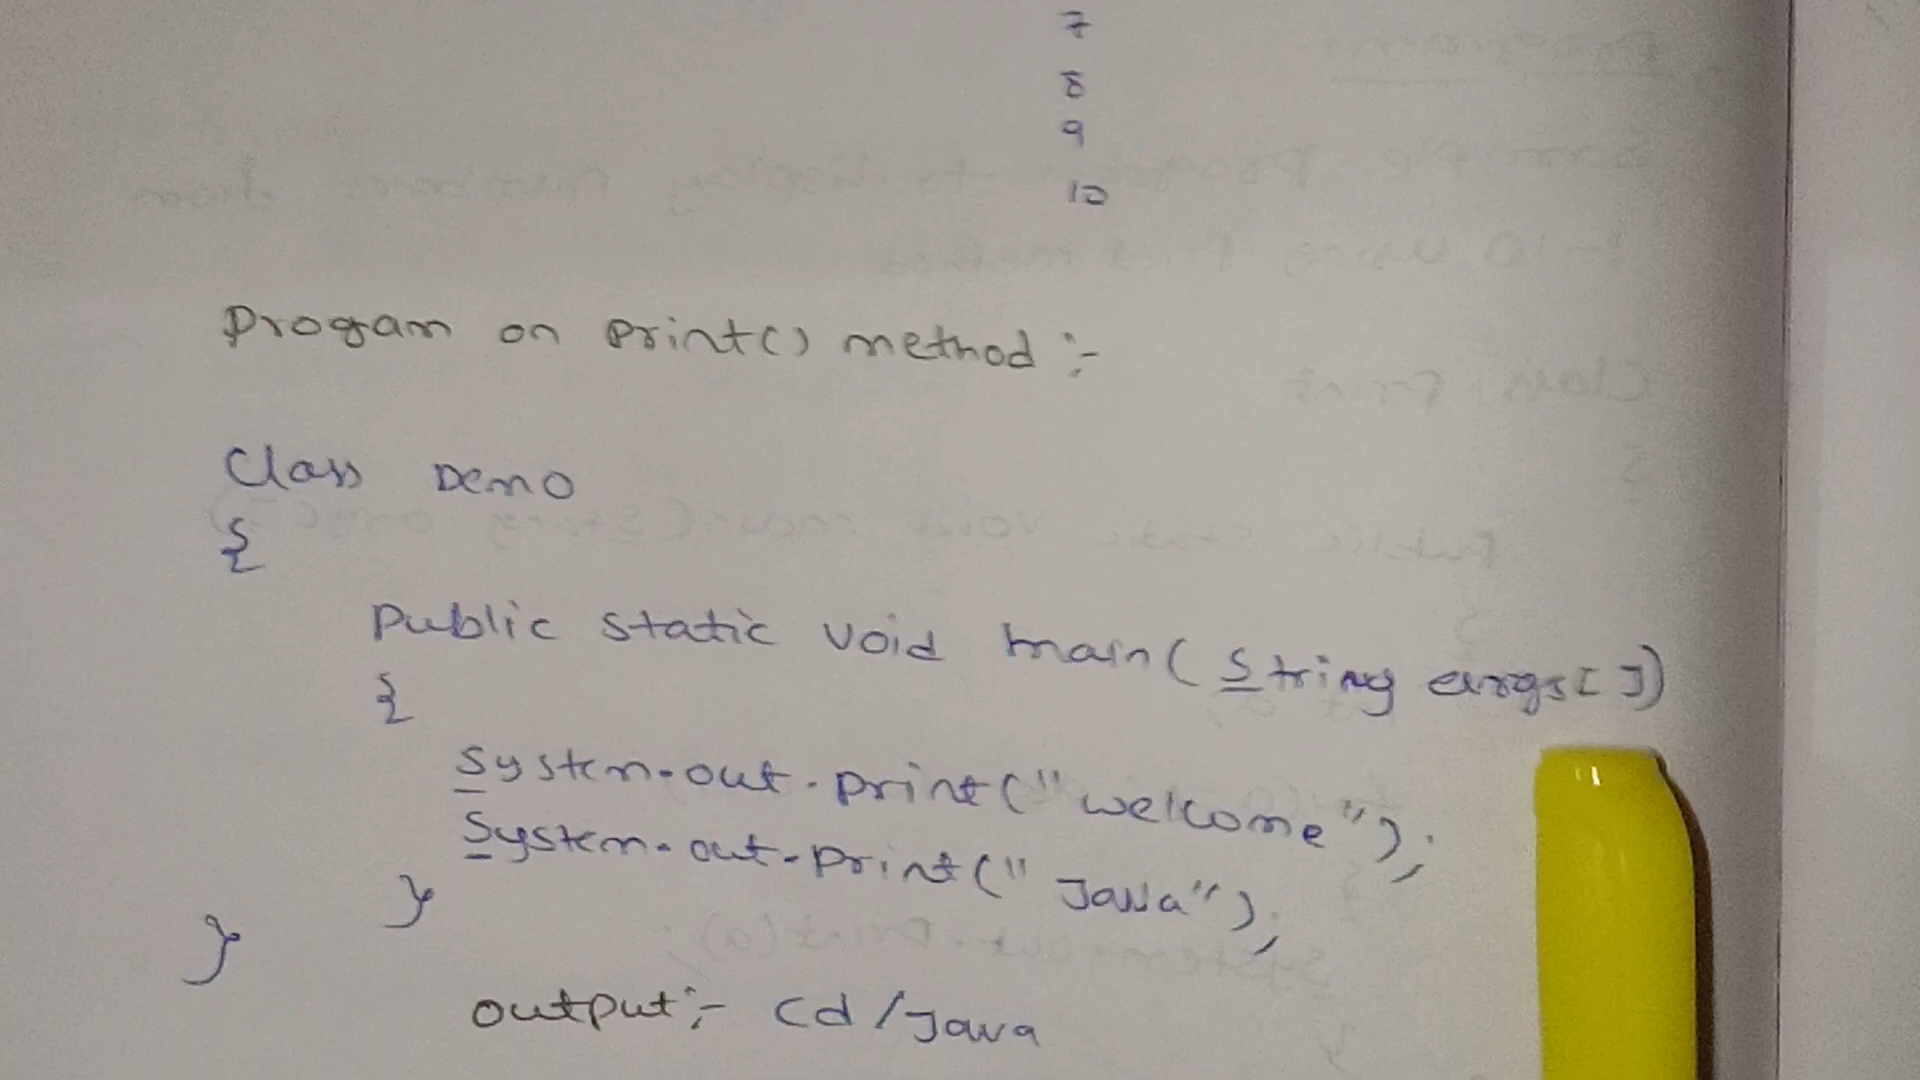 7
8
9
10
Progam on print() method :-
Class Demo
{
Public static void main( String args[])
{
System.out.print("welcome");
System.out.print("Java");
}
}
output :- cd /Java